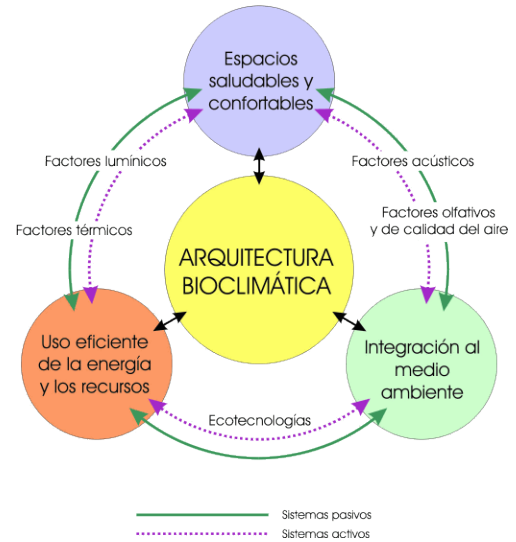 Espacios
saludables y
confortables
Factores lumínicos
Factores acústicos
Factores térmicos
Factores olfativos
y de calidad del aire
ARQUITECTURA
BIOCLIMÁTICA
Uso eficiente
de la energía
y los recursos
Integración al
medio
ambiente
Ecotecnologías
Sistemas pasivos
Sistemas activos